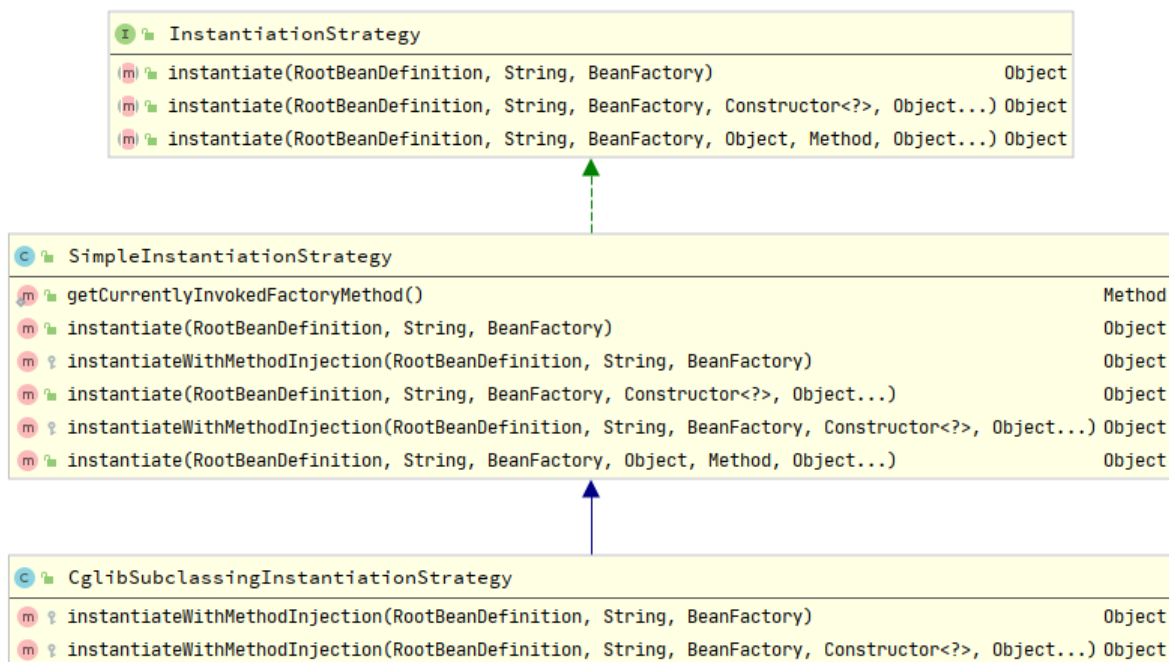 I InstantiationStrategy
(m) instantiate(RootBeanDefinition, String, BeanFactory) Object
(m) instantiate(RootBeanDefinition, String, BeanFactory, Constructor<?>, Object...) Object
(m) instantiate(RootBeanDefinition, String, BeanFactory, Object, Method, Object...) Object
C SimpleInstantiationStrategy
m getCurrentlyInvokedFactoryMethod() Method
m instantiate(RootBeanDefinition, String, BeanFactory) Object
m instantiateWithMethodInjection(RootBeanDefinition, String, BeanFactory) Object
m instantiate(RootBeanDefinition, String, BeanFactory, Constructor<?>, Object...) Object
m instantiateWithMethodInjection(RootBeanDefinition, String, BeanFactory, Constructor<?>, Object...) Object
m instantiate(RootBeanDefinition, String, BeanFactory, Object, Method, Object...) Object
C CglibSubclassingInstantiationStrategy
m instantiateWithMethodInjection(RootBeanDefinition, String, BeanFactory) Object
m instantiateWithMethodInjection(RootBeanDefinition, String, BeanFactory, Constructor<?>, Object...) Object